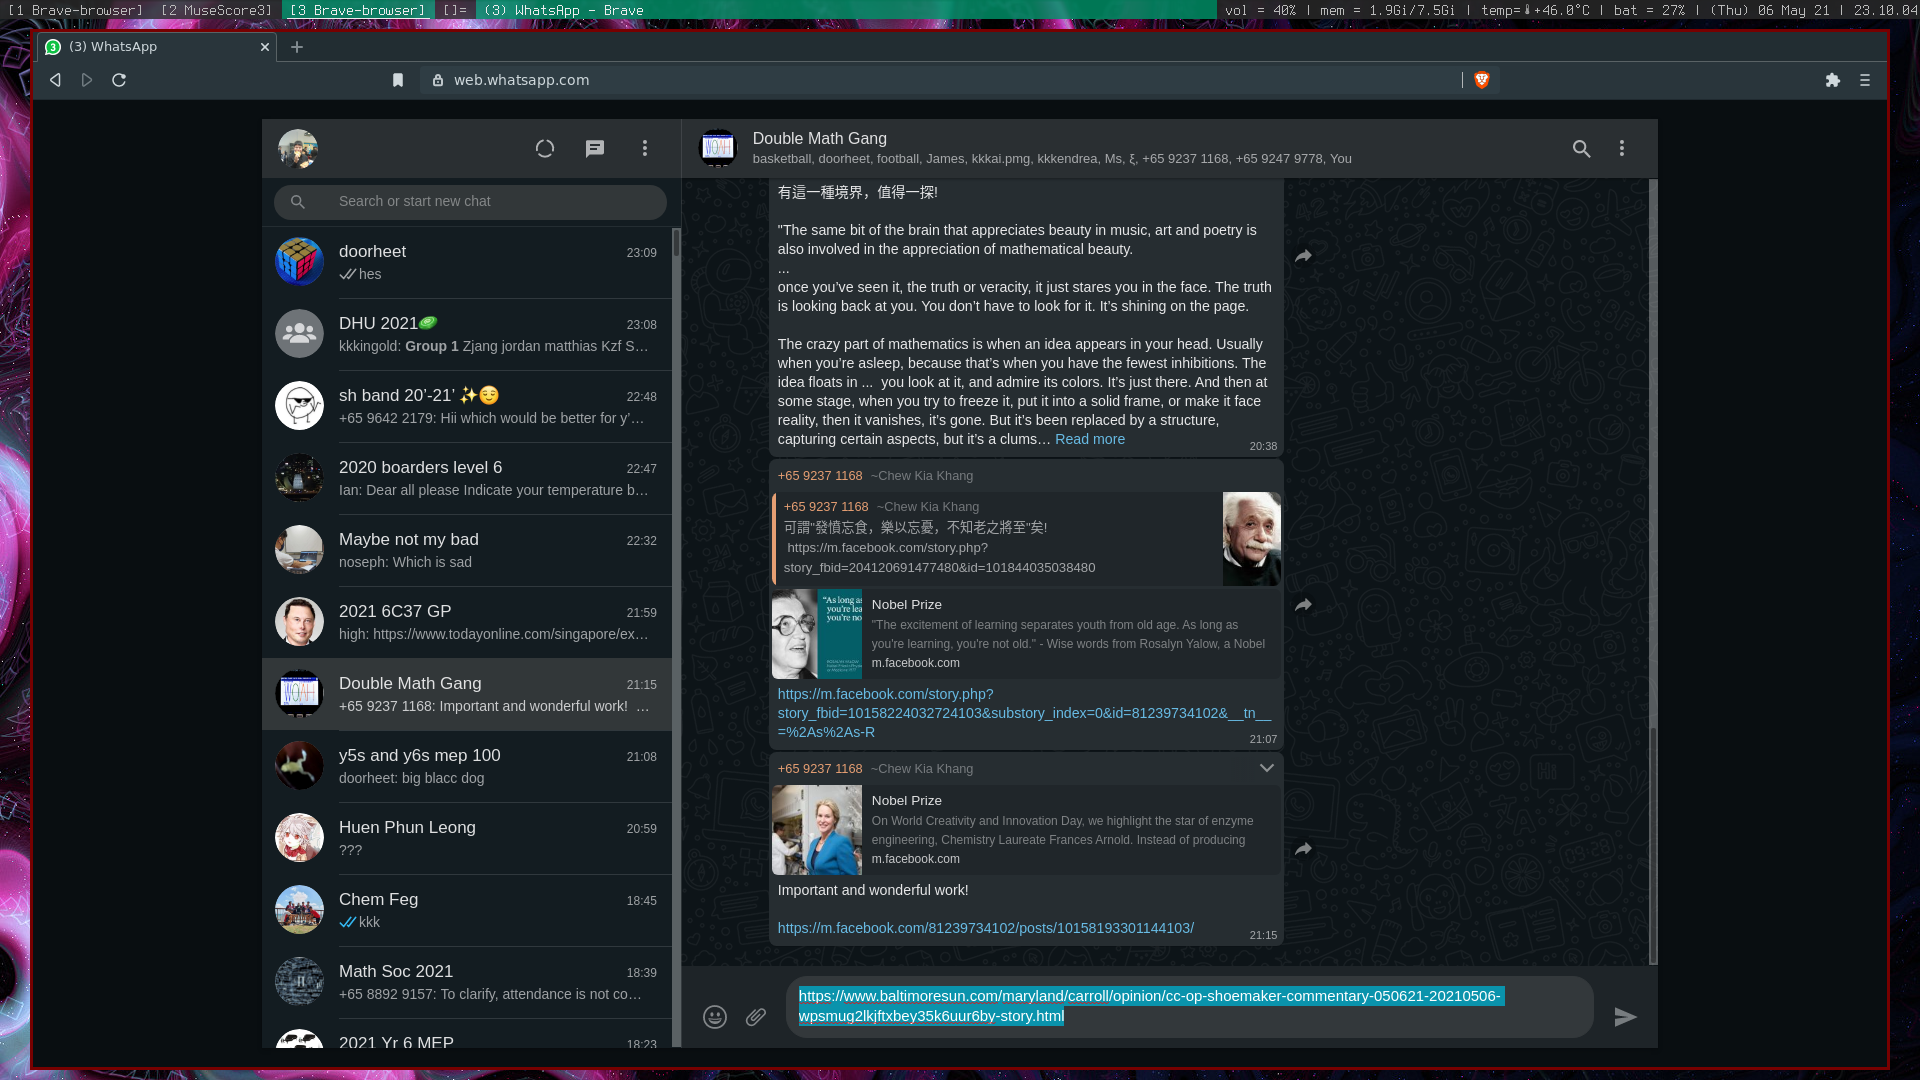 [1 Brave-browser] [2 MuseScore3] [3 Brave-browser] []= (3) WhatsApp - Brave
vol = 40% | mem = 1.9Gi/7.5Gi | temp=🌡+46.0°C | bat = 27% | (Thu) 06 May 21 | 23.10.04
(3) WhatsApp
web.whatsapp.com
Search or start new chat
doorheet 23:09
hes
DHU 2021🥒 23:08
kkkingold: Group 1 Zjang jordan matthias Kzf S…
sh band 20’-21’ ✨😌 22:48
+65 9642 2179: Hii which would be better for y’…
2020 boarders level 6 22:47
Ian: Dear all please Indicate your temperature b…
Maybe not my bad 22:32
noseph: Which is sad
2021 6C37 GP 21:59
high: https://www.todayonline.com/singapore/ex…
Double Math Gang 21:15
+65 9237 1168: Important and wonderful work! …
y5s and y6s mep 100 21:08
doorheet: big blacc dog
Huen Phun Leong 20:59
???
Chem Feg 18:45
kkk
Math Soc 2021 18:39
+65 8892 9157: To clarify, attendance is not co…
2021 Yr 6 MEP 18:23
Double Math Gang
basketball, doorheet, football, James, kkkai.pmg, kkkendrea, Ms, ξ, +65 9237 1168, +65 9247 9778, You
有這一種境界，值得一探!
"The same bit of the brain that appreciates beauty in music, art and poetry is
also involved in the appreciation of mathematical beauty.
...
once you’ve seen it, the truth or veracity, it just stares you in the face. The truth
is looking back at you. You don’t have to look for it. It’s shining on the page.
The crazy part of mathematics is when an idea appears in your head. Usually
when you’re asleep, because that’s when you have the fewest inhibitions. The
idea floats in ...  you look at it, and admire its colors. It’s just there. And then at
some stage, when you try to freeze it, put it into a solid frame, or make it face
reality, then it vanishes, it’s gone. But it’s been replaced by a structure,
capturing certain aspects, but it’s a clums… Read more
20:38
+65 9237 1168 ~Chew Kia Khang
+65 9237 1168 ~Chew Kia Khang
可謂"發憤忘食，樂以忘憂，不知老之將至"矣!
https://m.facebook.com/story.php?
story_fbid=204120691477480&id=101844035038480
“As long as
you’re lea
you’re no
Nobel Prize
"The excitement of learning separates youth from old age. As long as
you're learning, you're not old." - Wise words from Rosalyn Yalow, a Nobel
m.facebook.com
https://m.facebook.com/story.php?
story_fbid=10158224032724103&substory_index=0&id=81239734102&__tn__
=%2As%2As-R
21:07
+65 9237 1168 ~Chew Kia Khang
Nobel Prize
On World Creativity and Innovation Day, we highlight the star of enzyme
engineering, Chemistry Laureate Frances Arnold. Instead of producing
m.facebook.com
Important and wonderful work!
https://m.facebook.com/81239734102/posts/10158193301144103/
21:15
https://www.baltimoresun.com/maryland/carroll/opinion/cc-op-shoemaker-commentary-050621-20210506-
wpsmug2lkjftxbey35k6uur6by-story.html